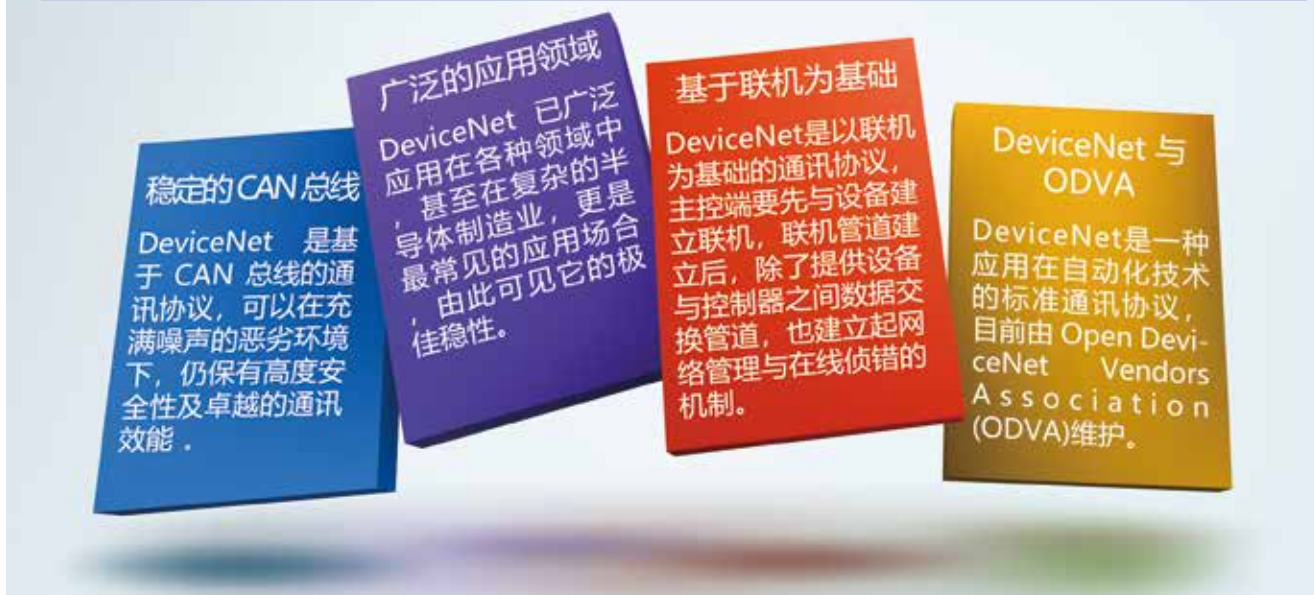 稳定的 CAN 总线
DeviceNet 是基
于 CAN 总线的通
讯协议，可以在充
满噪声的恶劣环境
下，仍保有高度安
全性及卓越的通讯
效能 。
广泛的应用领域
DeviceNet 已广泛
应用在各种领域中
，甚至在复杂的半
导体制造业，更是
最常见的应用场合
，由此可见它的极
佳稳性。
基于联机为基础
DeviceNet是以联机
为基础的通讯协议，
主控端要先与设备建
立联机，联机管道建
立后，除了提供设备
与控制器之间数据交
换管道，也建立起网
络管理与在线侦错的
机制。
DeviceNet 与
ODVA
DeviceNet是一种
应用在自动化技术
的标准通讯协议，
目前由 Open Devi-
ceNet Vendors
Association
(ODVA)维护。